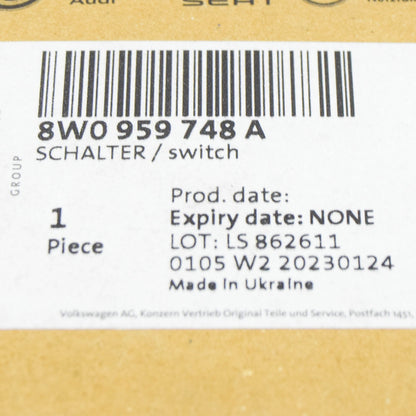 Audi SEAT
8W0 959 748 A
SCHALTER / switch
GROUP
Prod. date:
1 Expiry date: NONE
Piece LOT: LS 862611
0105 W2 20230124
Made in Ukraine
Volkswagen AG, Konzern Vertrieb Original Teile und Service, Postfach 1451,